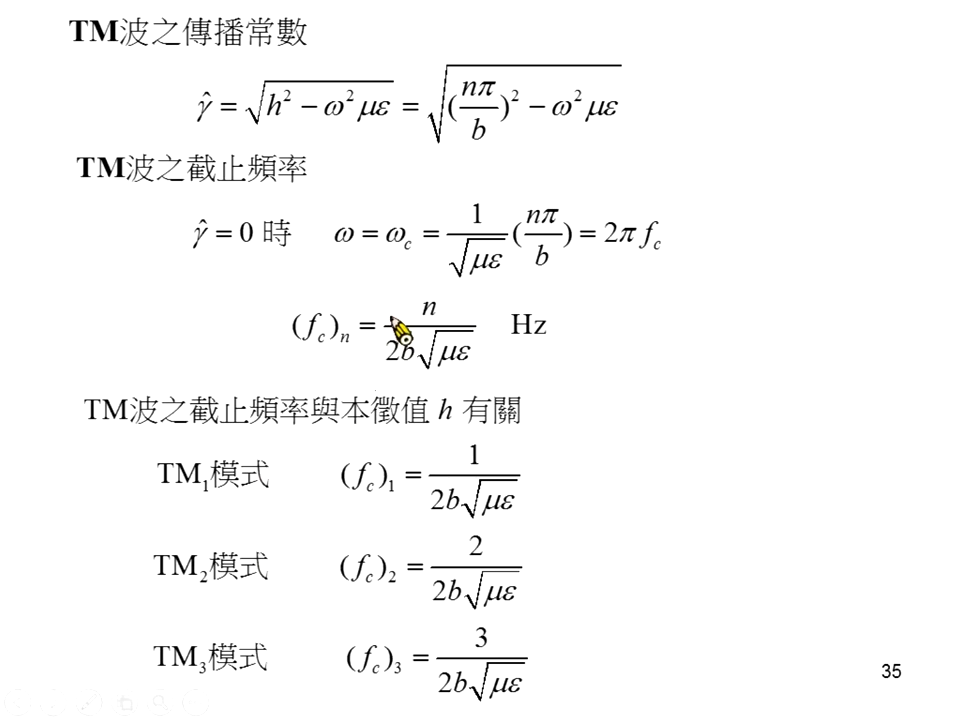 TM波之傳播常數
γ̂ = √(h² − ω²με) = √((nπ/b)² − ω²με)
TM波之截止頻率
γ̂ = 0 時 ω = ω_c = 1/√(με) (nπ/b) = 2π f_c
(f_c)_n = n/(2b√(με)) Hz
TM波之截止頻率與本徵值 h 有關
TM₁模式 (f_c)₁ = 1/(2b√(με))
TM₂模式 (f_c)₂ = 2/(2b√(με))
TM₃模式 (f_c)₃ = 3/(2b√(με))
35